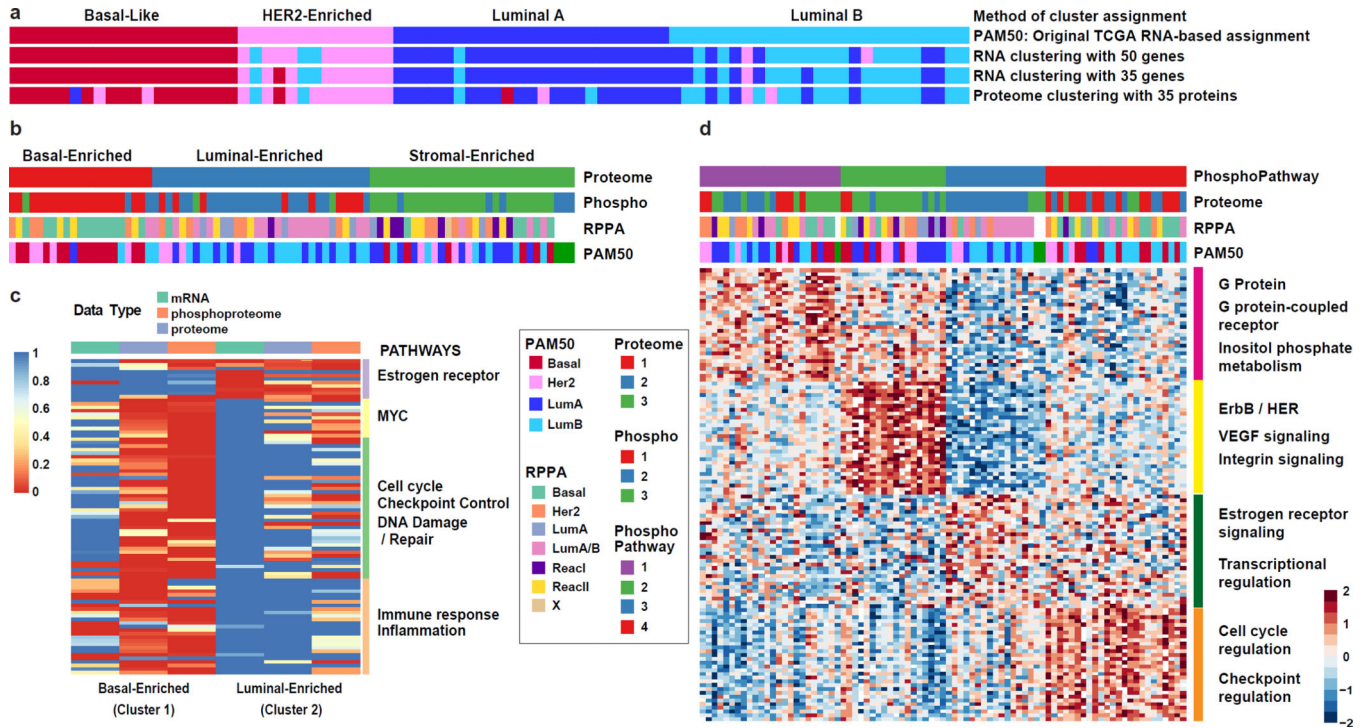 a
Basal-Like HER2-Enriched Luminal A Luminal B Method of cluster assignment
PAM50: Original TCGA RNA-based assignment
RNA clustering with 50 genes
RNA clustering with 35 genes
Proteome clustering with 35 proteins
b
Basal-Enriched Luminal-Enriched Stromal-Enriched
Proteome
Phospho
RPPA
PAM50
c
Data Type
mRNA
phosphoproteome
proteome
PATHWAYS
1
0.8
0.6
0.4
0.2
0
Estrogen receptor
MYC
Cell cycle
Checkpoint Control
DNA Damage
/ Repair
Immune response
Inflammation
Basal-Enriched Luminal-Enriched
(Cluster 1) (Cluster 2)
PAM50
Basal
Her2
LumA
LumB
RPPA
Basal
Her2
LumA
LumA/B
ReacI
ReacII
X
Proteome
1
2
3
Phospho
1
2
3
Phospho
Pathway
1
2
3
4
d
PhosphoPathway
Proteome
RPPA
PAM50
G Protein
G protein-coupled
receptor
Inositol phosphate
metabolism
ErbB / HER
VEGF signaling
Integrin signaling
Estrogen receptor
signaling
Transcriptional
regulation
Cell cycle
regulation
Checkpoint
regulation
2
1
0
−1
−2